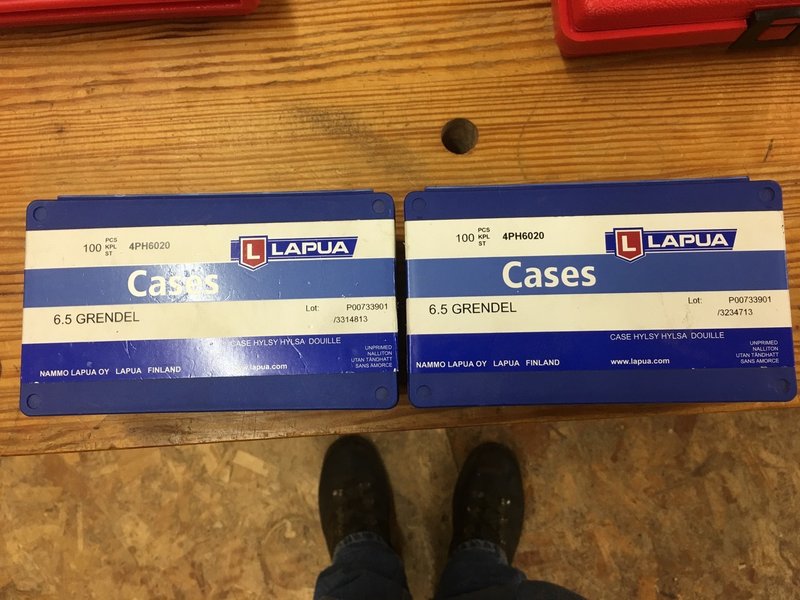 100 PCS KPL ST 4PH6020
L LAPUA
Cases
6.5 GRENDEL
Lot: P00733901
/3314813
CASE HYLSY HYLSA DOUILLE
UNPRIMED
NALLITON
UTAN TÄNDHATT
SANS AMORCE
NAMMO LAPUA OY LAPUA FINLAND
www.lapua.com
100 PCS KPL ST 4PH6020
L LAPUA
Cases
6.5 GRENDEL
Lot: P00733901
/3234713
CASE HYLSY HYLSA DOUILLE
UNPRIMED
NALLITON
UTAN TÄNDHATT
SANS AMORCE
NAMMO LAPUA OY LAPUA FINLAND
www.lapua.com